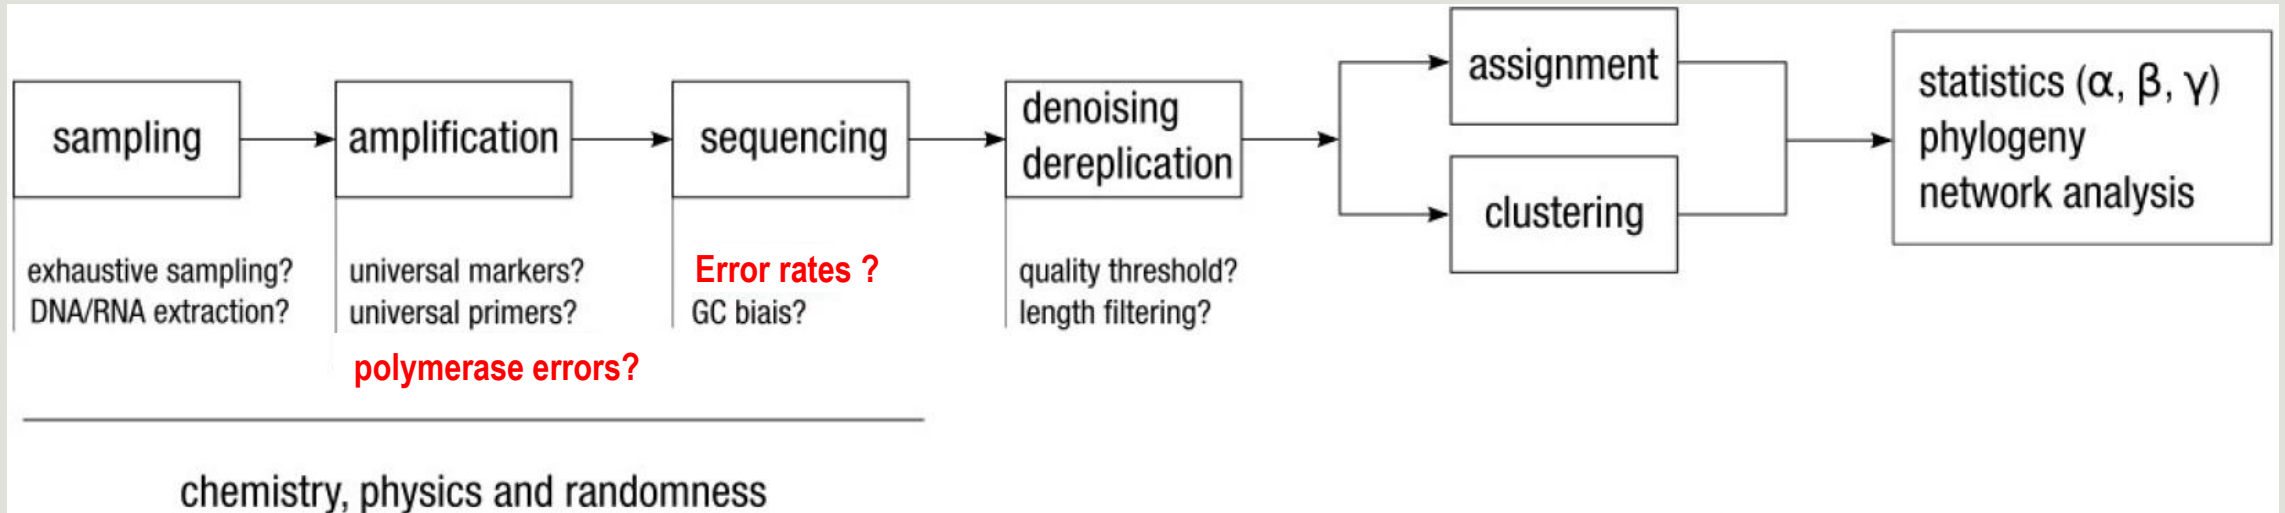 sampling
exhaustive sampling?
DNA/RNA extraction?
amplification
universal markers?
universal primers?
polymerase errors?
sequencing
Error rates ?
GC biais?
chemistry, physics and randomness
denoising
dereplication
quality threshold?
length filtering?
assignment
clustering
statistics (α, β, γ)
phylogeny
network analysis